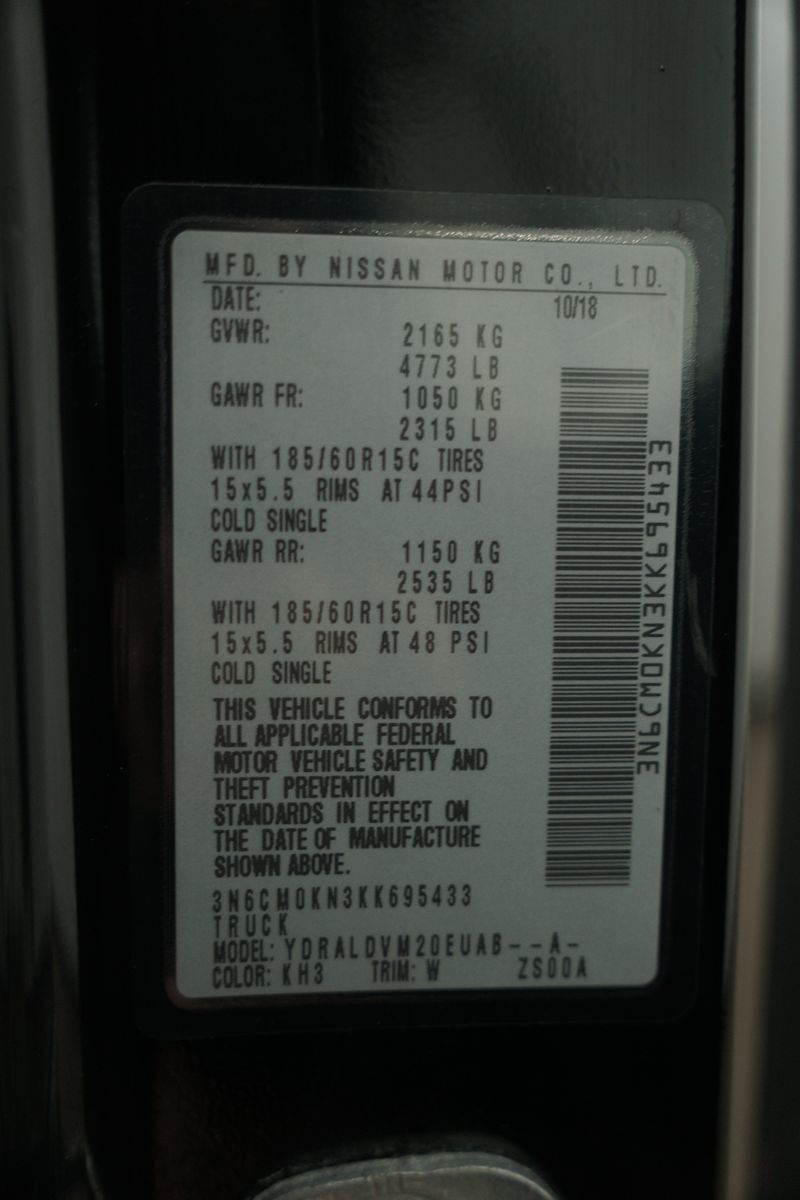 MFD. BY NISSAN MOTOR CO., LTD.
DATE: 10/18
GVWR: 2165 KG
4773 LB
GAWR FR: 1050 KG
2315 LB
WITH 185/60R15C TIRES
15x5.5 RIMS AT 44PSI
COLD SINGLE
GAWR RR: 1150 KG
2535 LB
WITH 185/60R15C TIRES
15x5.5 RIMS AT 48 PSI
COLD SINGLE
THIS VEHICLE CONFORMS TO
ALL APPLICABLE FEDERAL
MOTOR VEHICLE SAFETY AND
THEFT PREVENTION
STANDARDS IN EFFECT ON
THE DATE OF MANUFACTURE
SHOWN ABOVE.
3N6CM0KN3KK695433
TRUCK
MODEL: YDRALDVM20EUAB--A-
COLOR: KH3 TRIM: W ZS00A
3N6CM0KN3KK695433